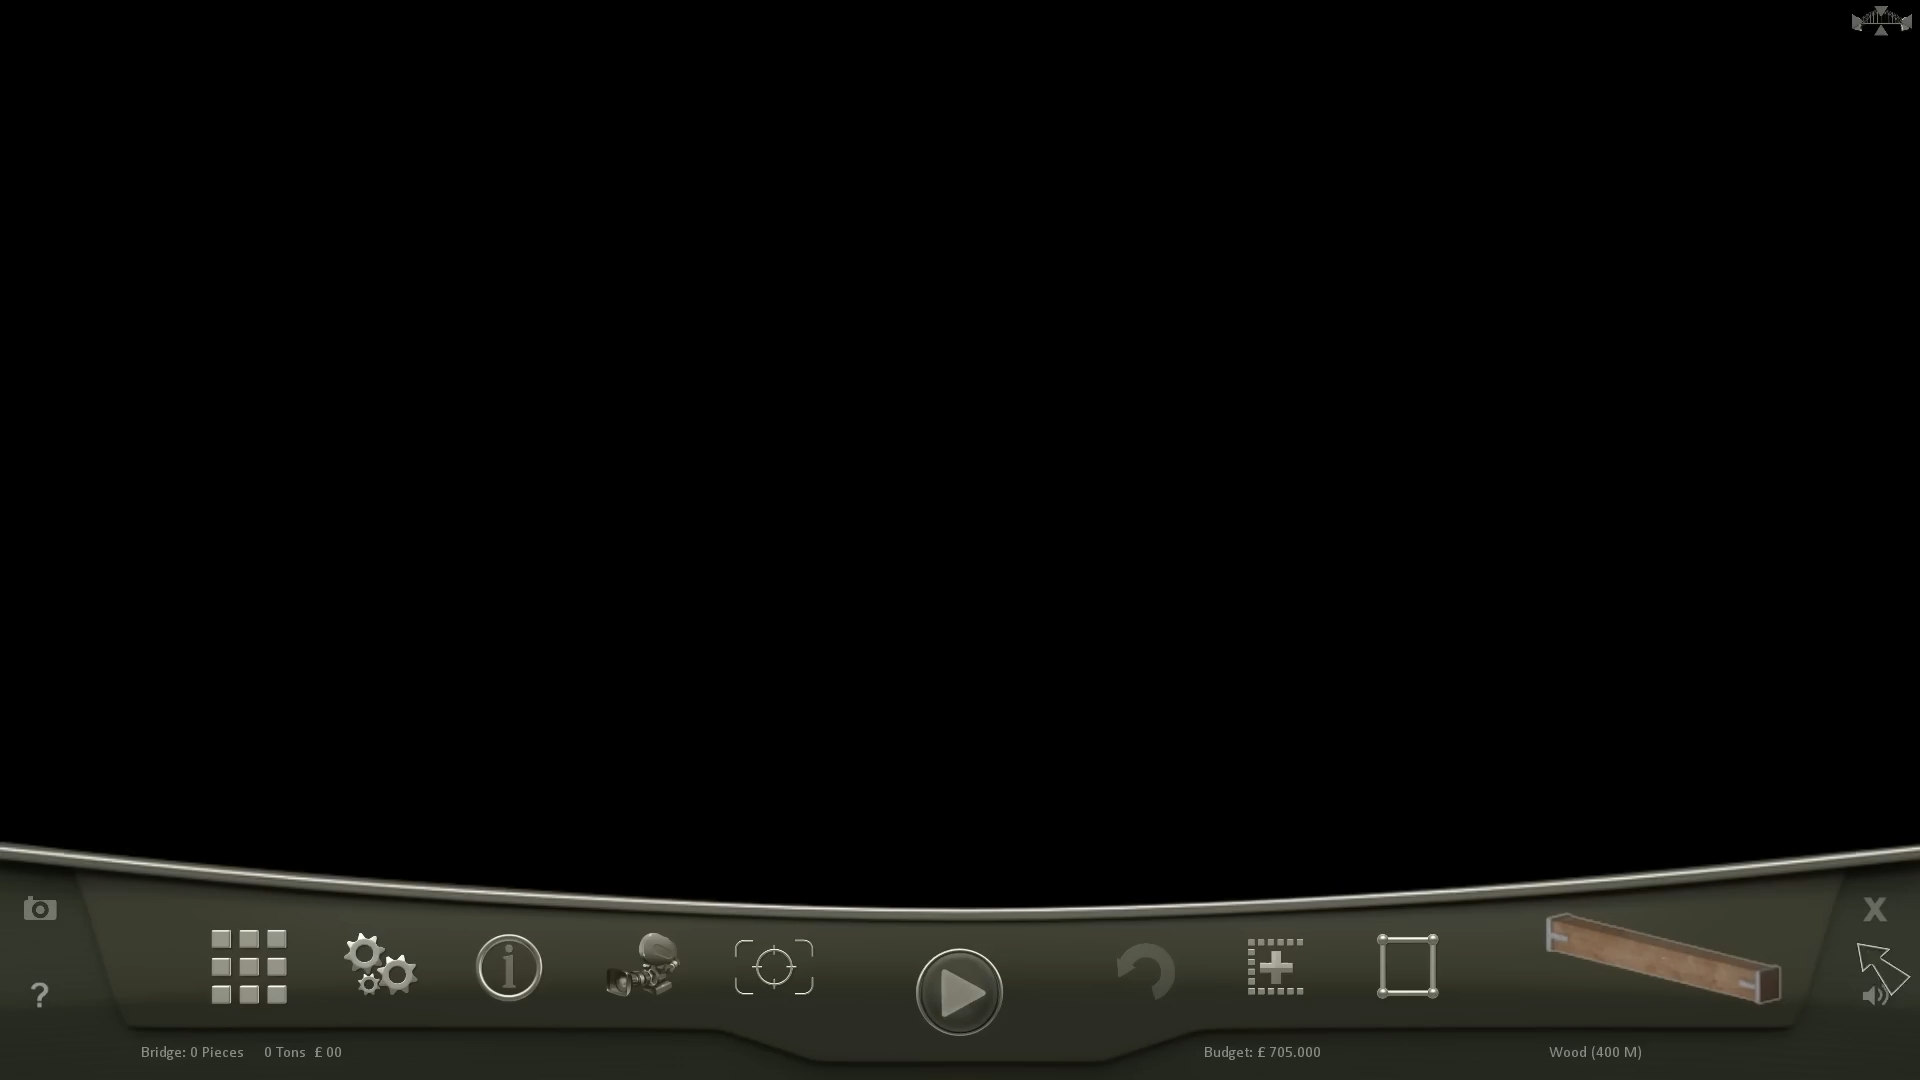 X
?
Bridge: 0 Pieces 0 Tons £ 00
Budget: £ 705.000
Wood (400 M)